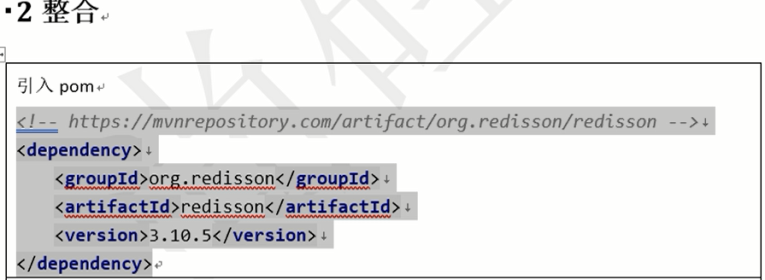 ▪2 整合
引入 pom
<!-- https://mvnrepository.com/artifact/org.redisson/redisson -->
<dependency>
    <groupId>org.redisson</groupId>
    <artifactId>redisson</artifactId>
    <version>3.10.5</version>
</dependency>